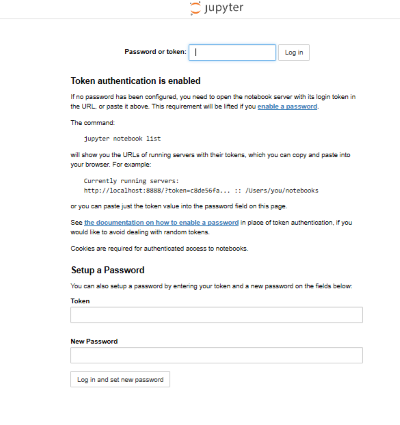 jupyter
Password or token:
Log in
Token authentication is enabled
If no password has been configured, you need to open the notebook server with its login token in
the URL, or paste it above. This requirement will be lifted if you enable a password.
The command:
jupyter notebook list
will show you the URLs of running servers with their tokens, which you can copy and paste into
your browser. For example:
Currently running servers:
http://localhost:8888/?token=c8de56fa... :: /Users/you/notebooks
or you can paste just the token value into the password field on this page.
See the documentation on how to enable a password in place of token authentication, if you
would like to avoid dealing with random tokens.
Cookies are required for authenticated access to notebooks.
Setup a Password
You can also setup a password by entering your token and a new password on the fields below:
Token
New Password
Log in and set new password